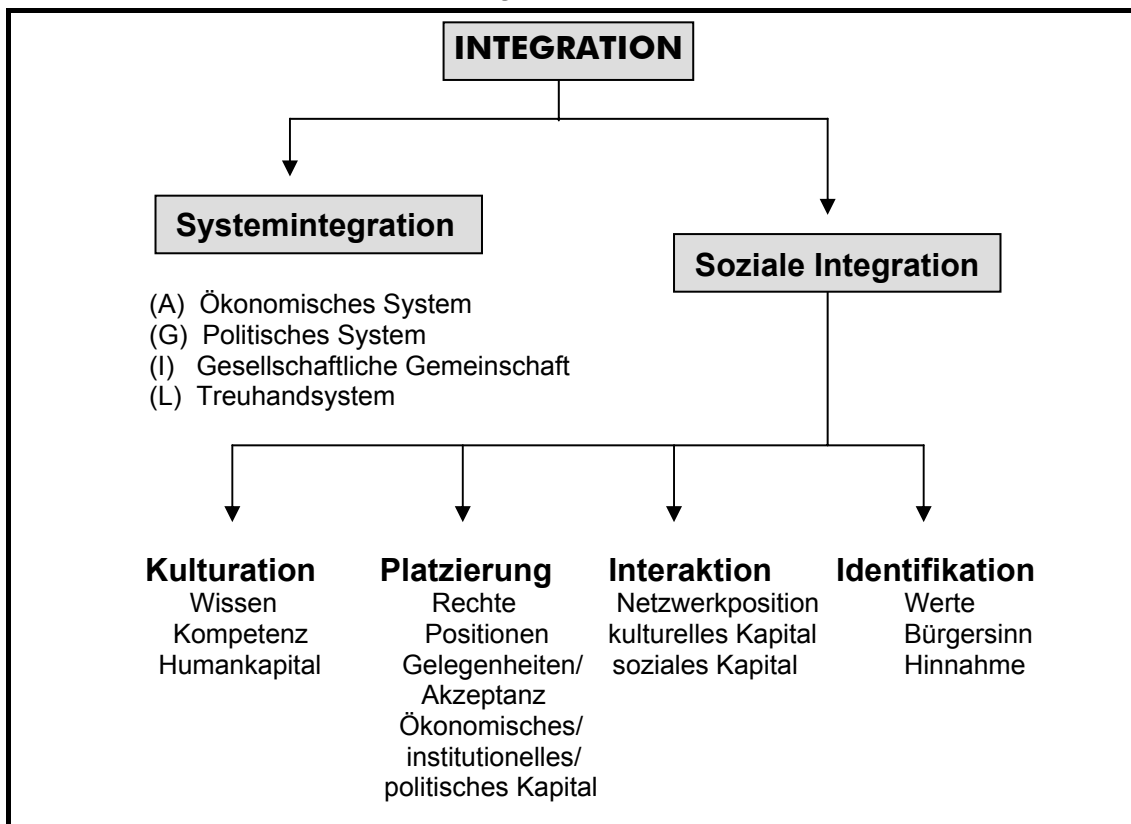 INTEGRATION
Systemintegration
Soziale Integration
(A) Ökonomisches System
(G) Politisches System
(I) Gesellschaftliche Gemeinschaft
(L) Treuhandsystem
Kulturation
Wissen
Kompetenz
Humankapital
Platzierung
Rechte
Positionen
Gelegenheiten/
Akzeptanz
Ökonomisches/
institutionelles/
politisches Kapital
Interaktion
Netzwerkposition
kulturelles Kapital
soziales Kapital
Identifikation
Werte
Bürgersinn
Hinnahme